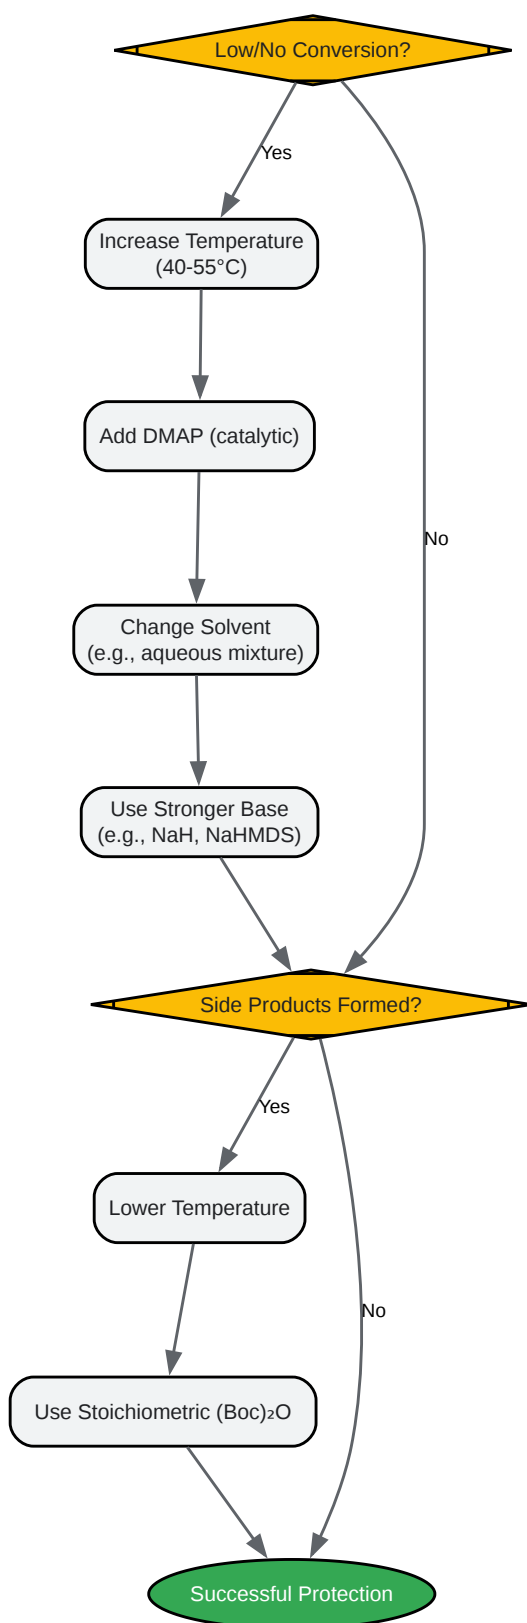 Low/No Conversion?
Yes
Increase Temperature
(40-55°C)
Add DMAP (catalytic)
No
Change Solvent
(e.g., aqueous mixture)
Use Stronger Base
(e.g., NaH, NaHMDS)
Side Products Formed?
Yes
Lower Temperature
No
Use Stoichiometric (Boc)₂O
Successful Protection